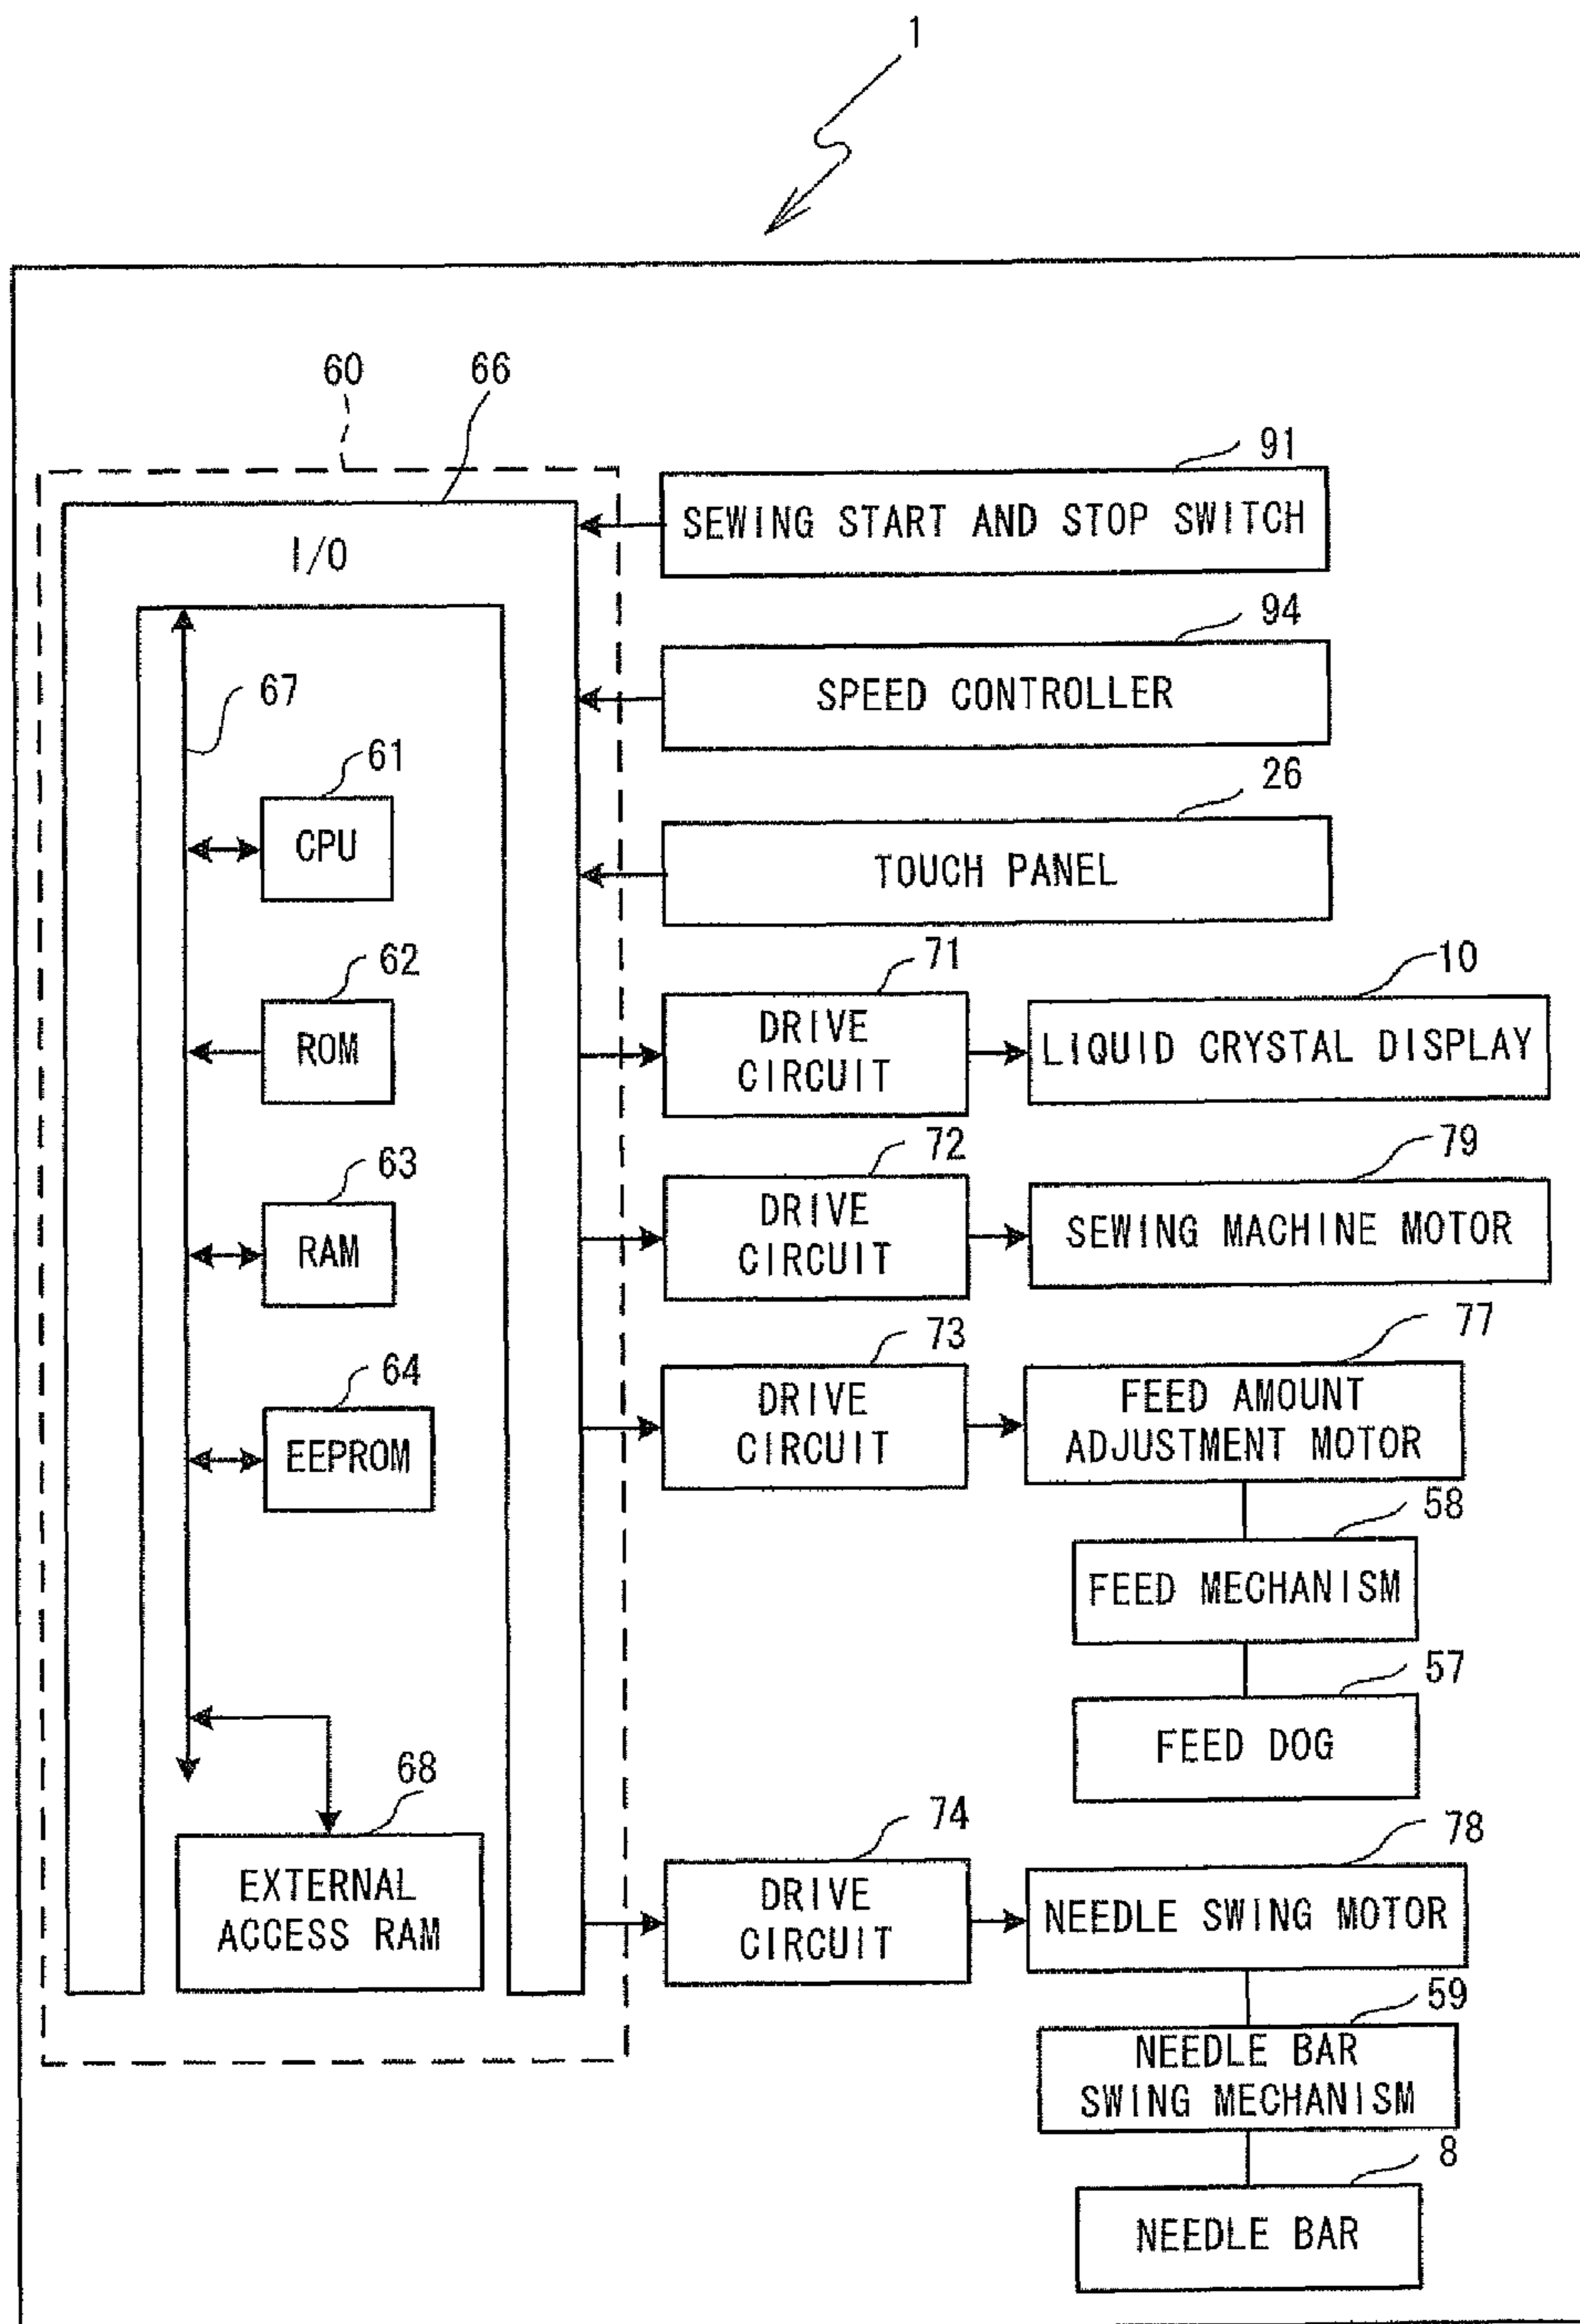 1
60
66
91
SEWING START AND STOP SWITCH
I/O
94
SPEED CONTROLLER
67
61
CPU
26
TOUCH PANEL
62
ROM
71
DRIVE
CIRCUIT
10
LIQUID CRYSTAL DISPLAY
63
RAM
72
DRIVE
CIRCUIT
79
SEWING MACHINE MOTOR
64
EEPROM
73
DRIVE
CIRCUIT
77
FEED AMOUNT
ADJUSTMENT MOTOR
58
FEED MECHANISM
57
FEED DOG
68
EXTERNAL
ACCESS RAM
74
DRIVE
CIRCUIT
78
NEEDLE SWING MOTOR
59
NEEDLE BAR
SWING MECHANISM
8
NEEDLE BAR